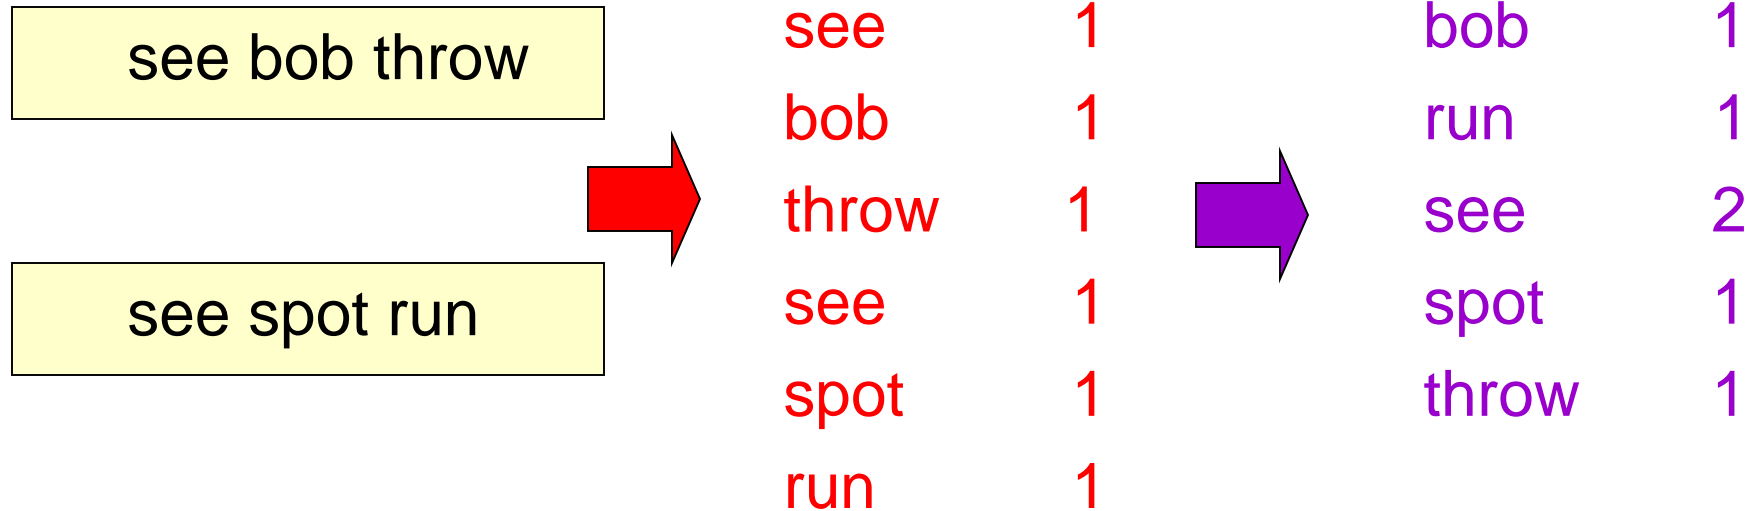 see bob throw
see spot run
see 1
bob 1
throw 1
see 1
spot 1
run 1
bob 1
run 1
see 2
spot 1
throw 1